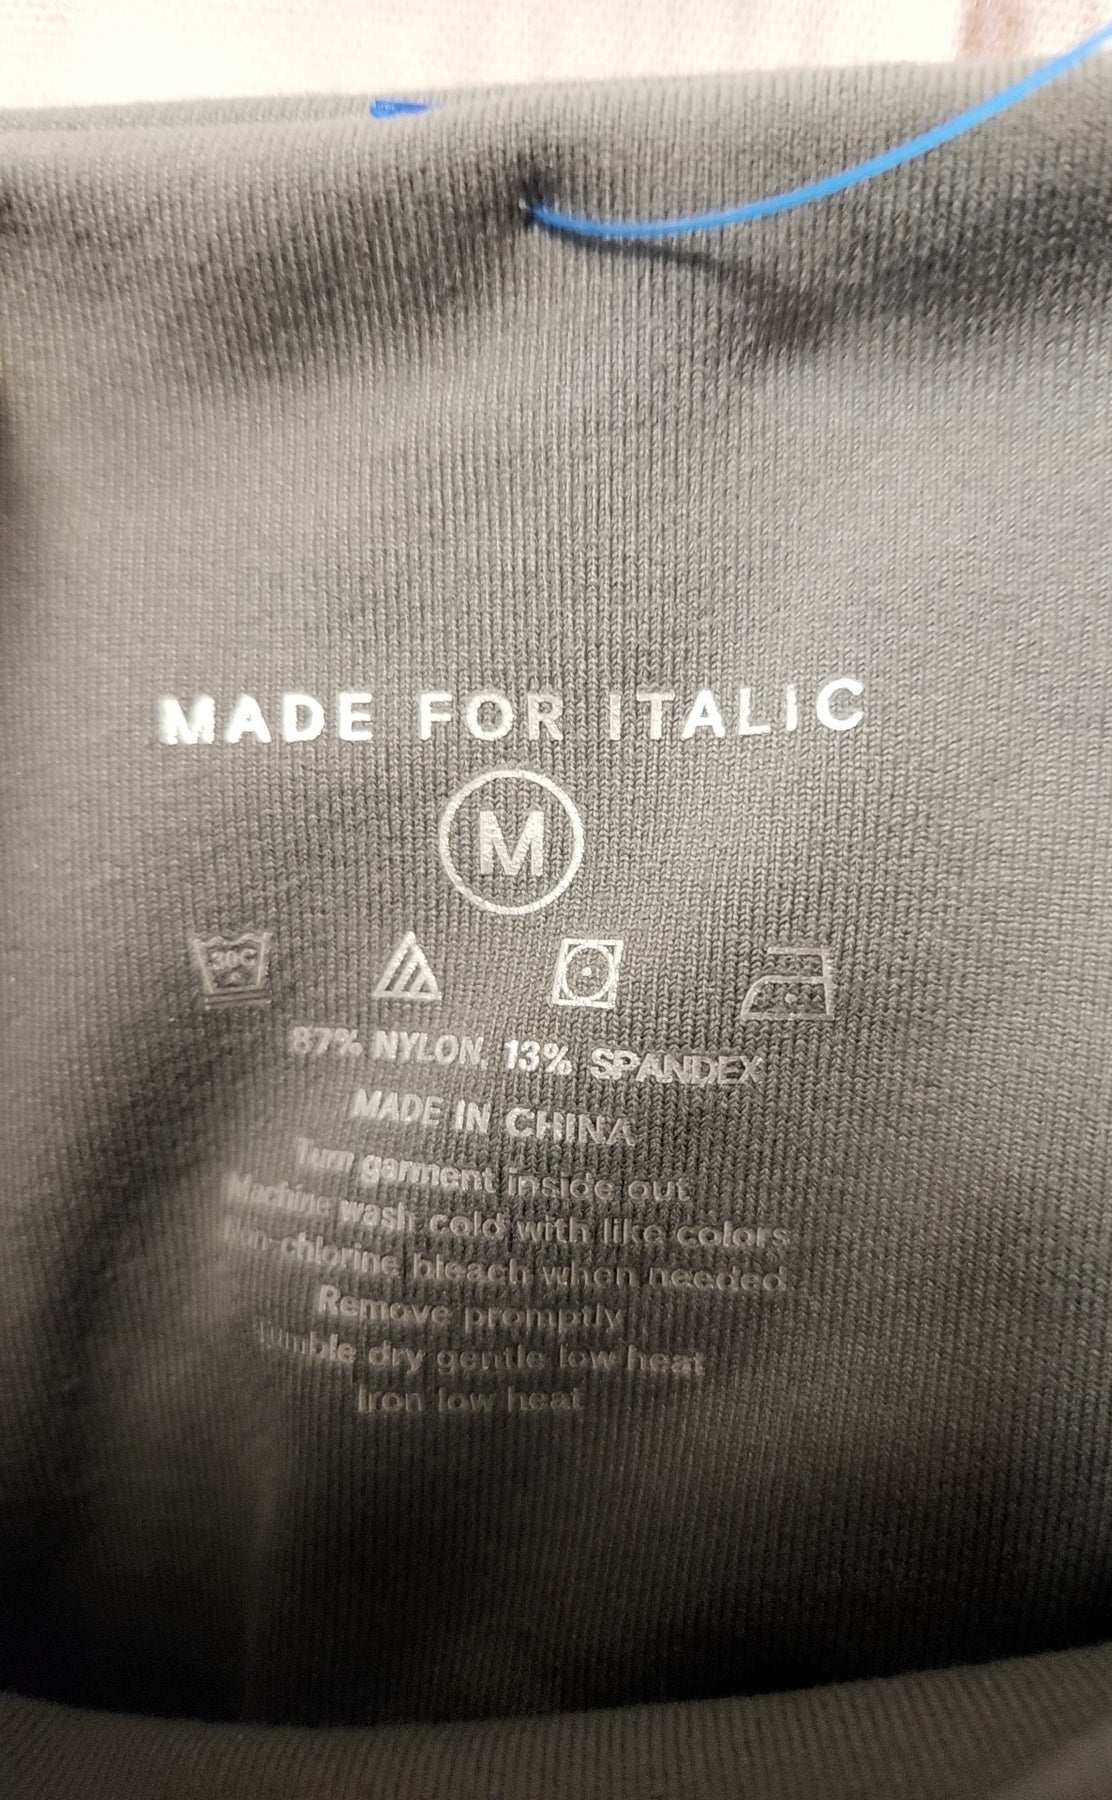 MADE FOR ITALIC
M
30C
87% NYLON, 13% SPANDEX
MADE IN CHINA
Turn garment inside out
Machine wash cold with like colors
Non-chlorine bleach when needed
Remove promptly
Tumble dry gentle low heat
Iron low heat